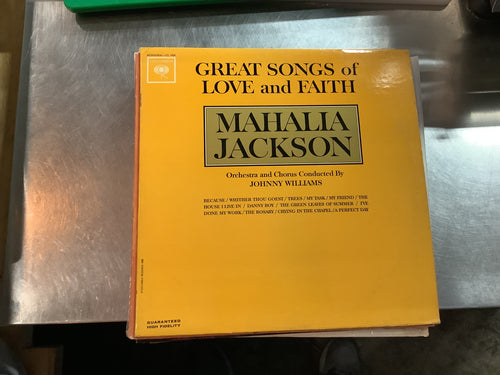 COLUMBIA
GREAT SONGS of
LOVE and FAITH
MAHALIA
JACKSON
Orchestra and Chorus Conducted By
JOHNNY WILLIAMS
BECAUSE / WHITHER THOU GOEST / TREES / MY TASK / MY FRIEND / THE
HOUSE I LIVE IN / DANNY BOY / THE GREEN LEAVES OF SUMMER / I'VE
DONE MY WORK / THE ROSARY / CRYING IN THE CHAPEL / A PERFECT DAY
GUARANTEED
HIGH FIDELITY